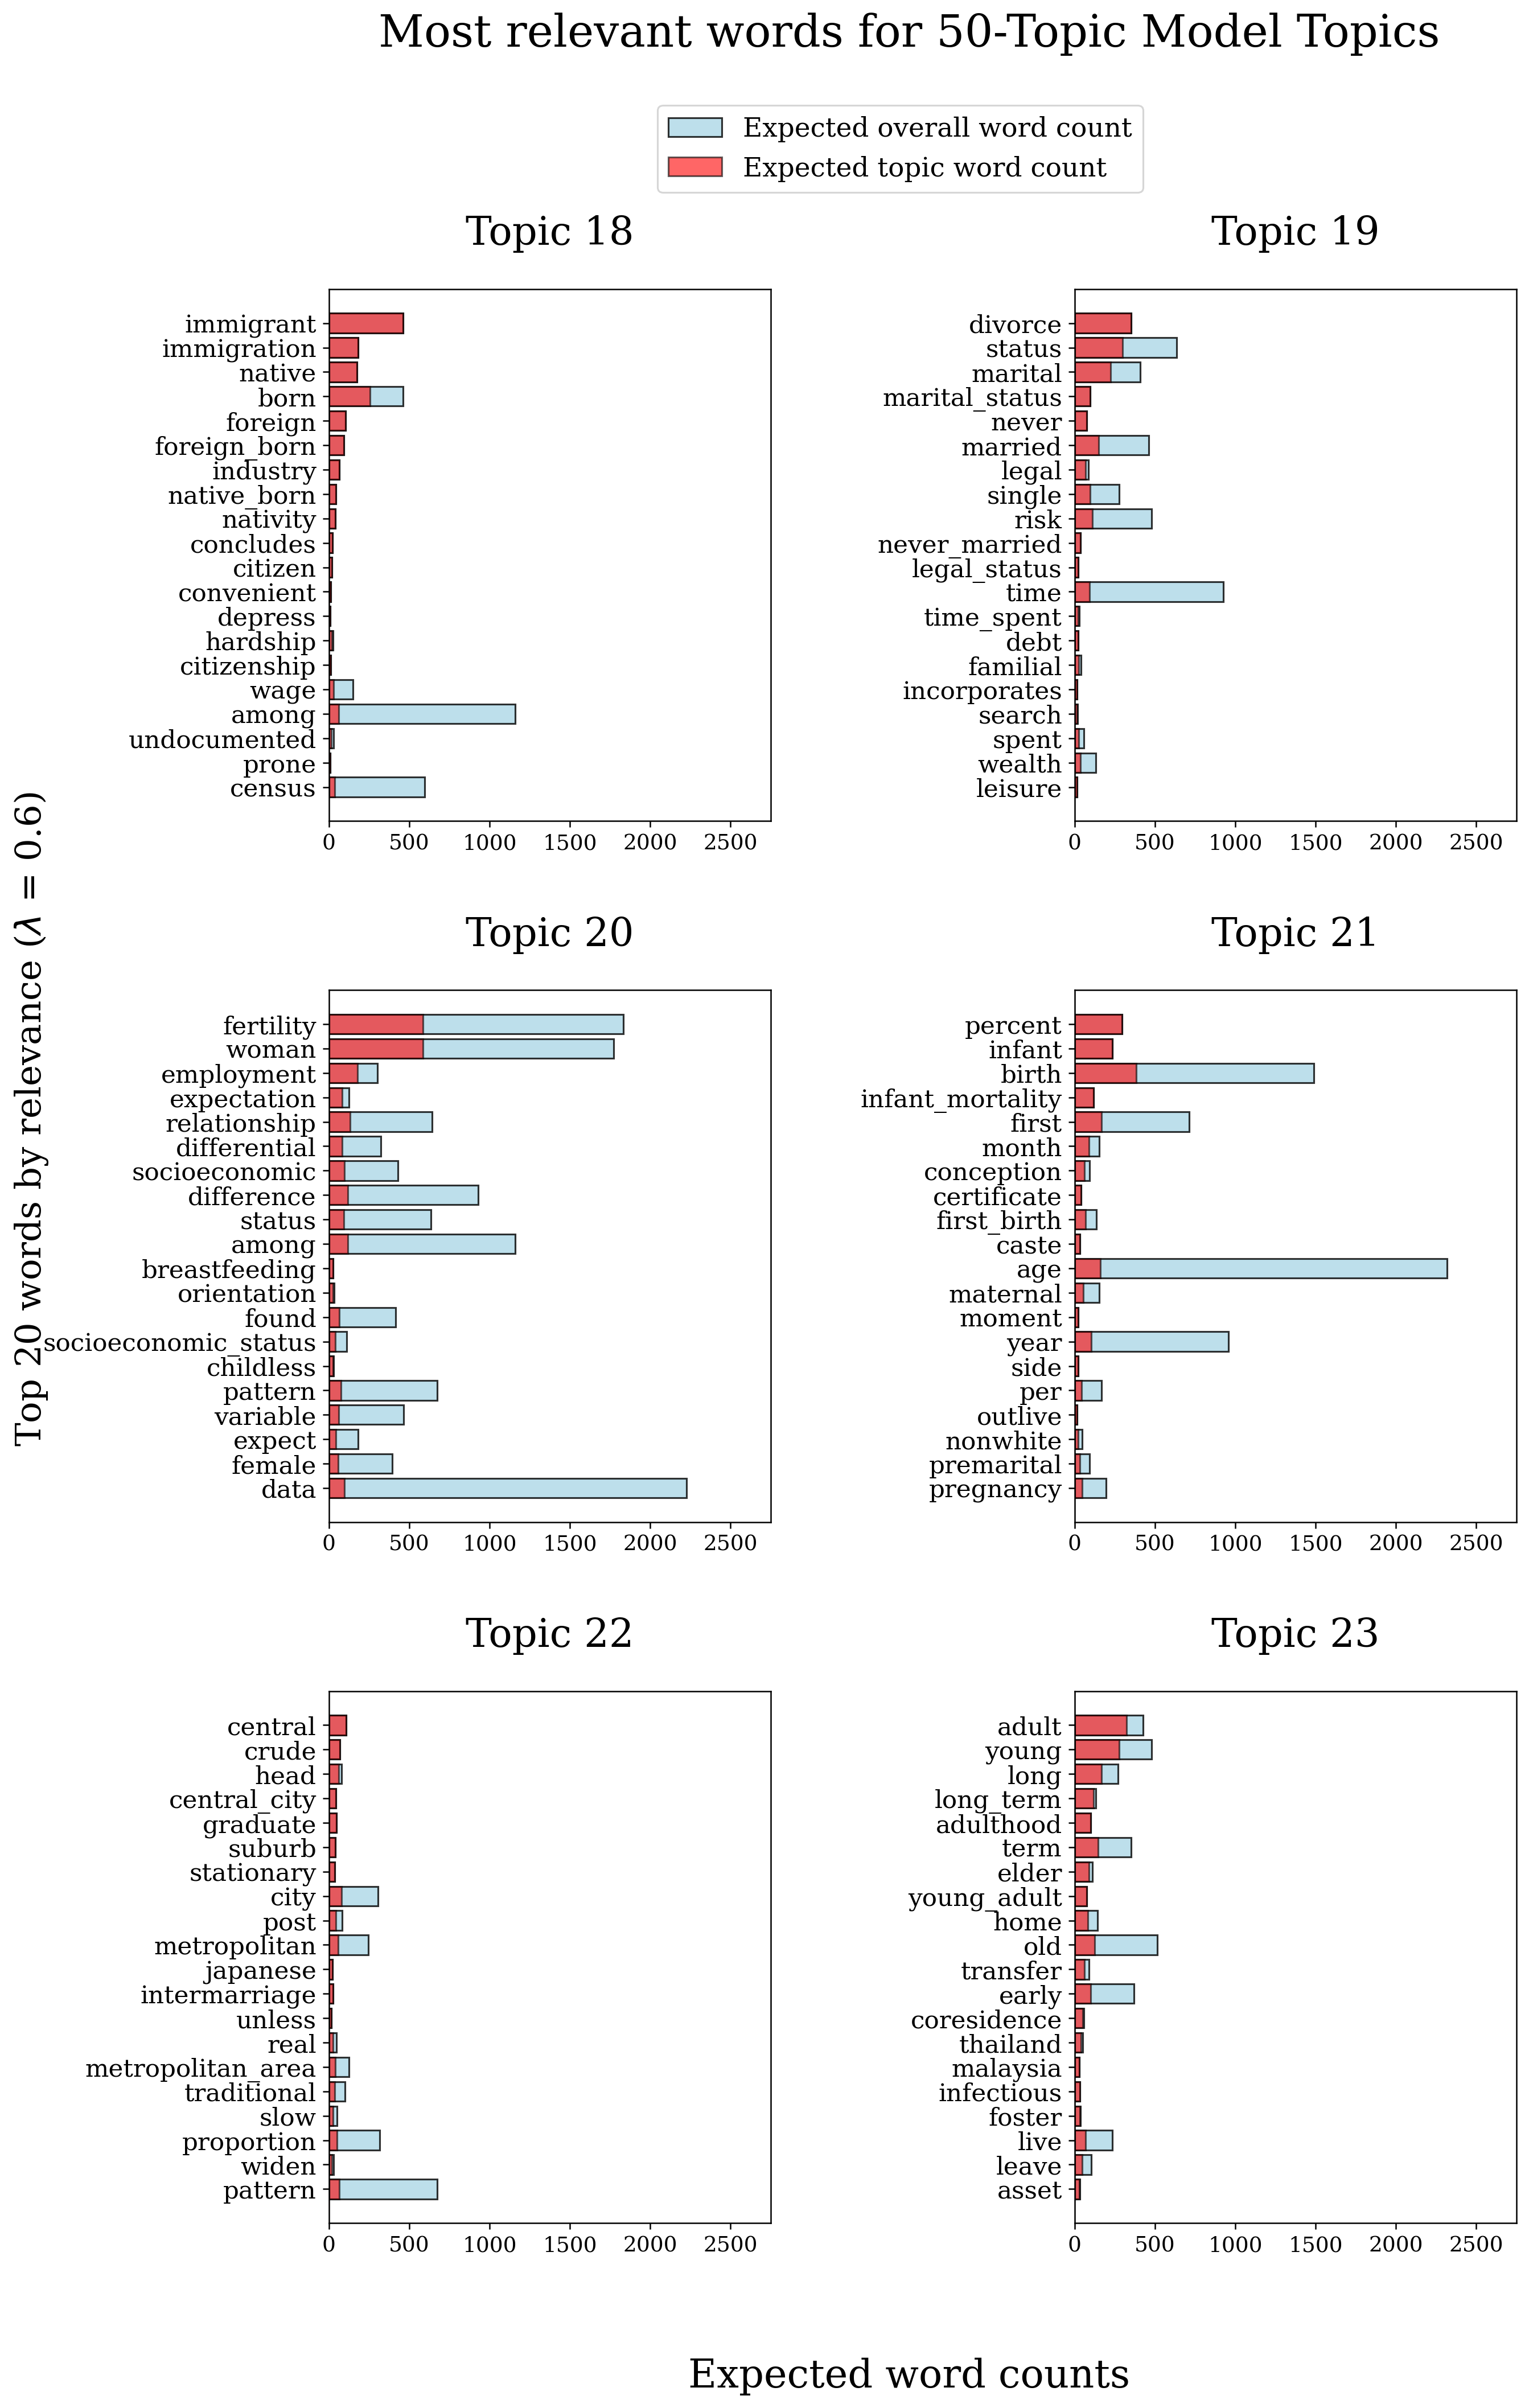 Most relevant words for 50-Topic Model Topics
Expected overall word count
Expected topic word count
Top 20 words by relevance (λ = 0.6)
Topic 18
immigrant
immigration
native
born
foreign
foreign_born
industry
native_born
nativity
concludes
citizen
convenient
depress
hardship
citizenship
wage
among
undocumented
prone
census
0 500 1000 1500 2000 2500
Topic 19
divorce
status
marital
marital_status
never
married
legal
single
risk
never_married
legal_status
time
time_spent
debt
familial
incorporates
search
spent
wealth
leisure
0 500 1000 1500 2000 2500
Topic 20
fertility
woman
employment
expectation
relationship
differential
socioeconomic
difference
status
among
breastfeeding
orientation
found
socioeconomic_status
childless
pattern
variable
expect
female
data
0 500 1000 1500 2000 2500
Topic 21
percent
infant
birth
infant_mortality
first
month
conception
certificate
first_birth
caste
age
maternal
moment
year
side
per
outlive
nonwhite
premarital
pregnancy
0 500 1000 1500 2000 2500
Topic 22
central
crude
head
central_city
graduate
suburb
stationary
city
post
metropolitan
japanese
intermarriage
unless
real
metropolitan_area
traditional
slow
proportion
widen
pattern
0 500 1000 1500 2000 2500
Topic 23
adult
young
long
long_term
adulthood
term
elder
young_adult
home
old
transfer
early
coresidence
thailand
malaysia
infectious
foster
live
leave
asset
0 500 1000 1500 2000 2500
Expected word counts